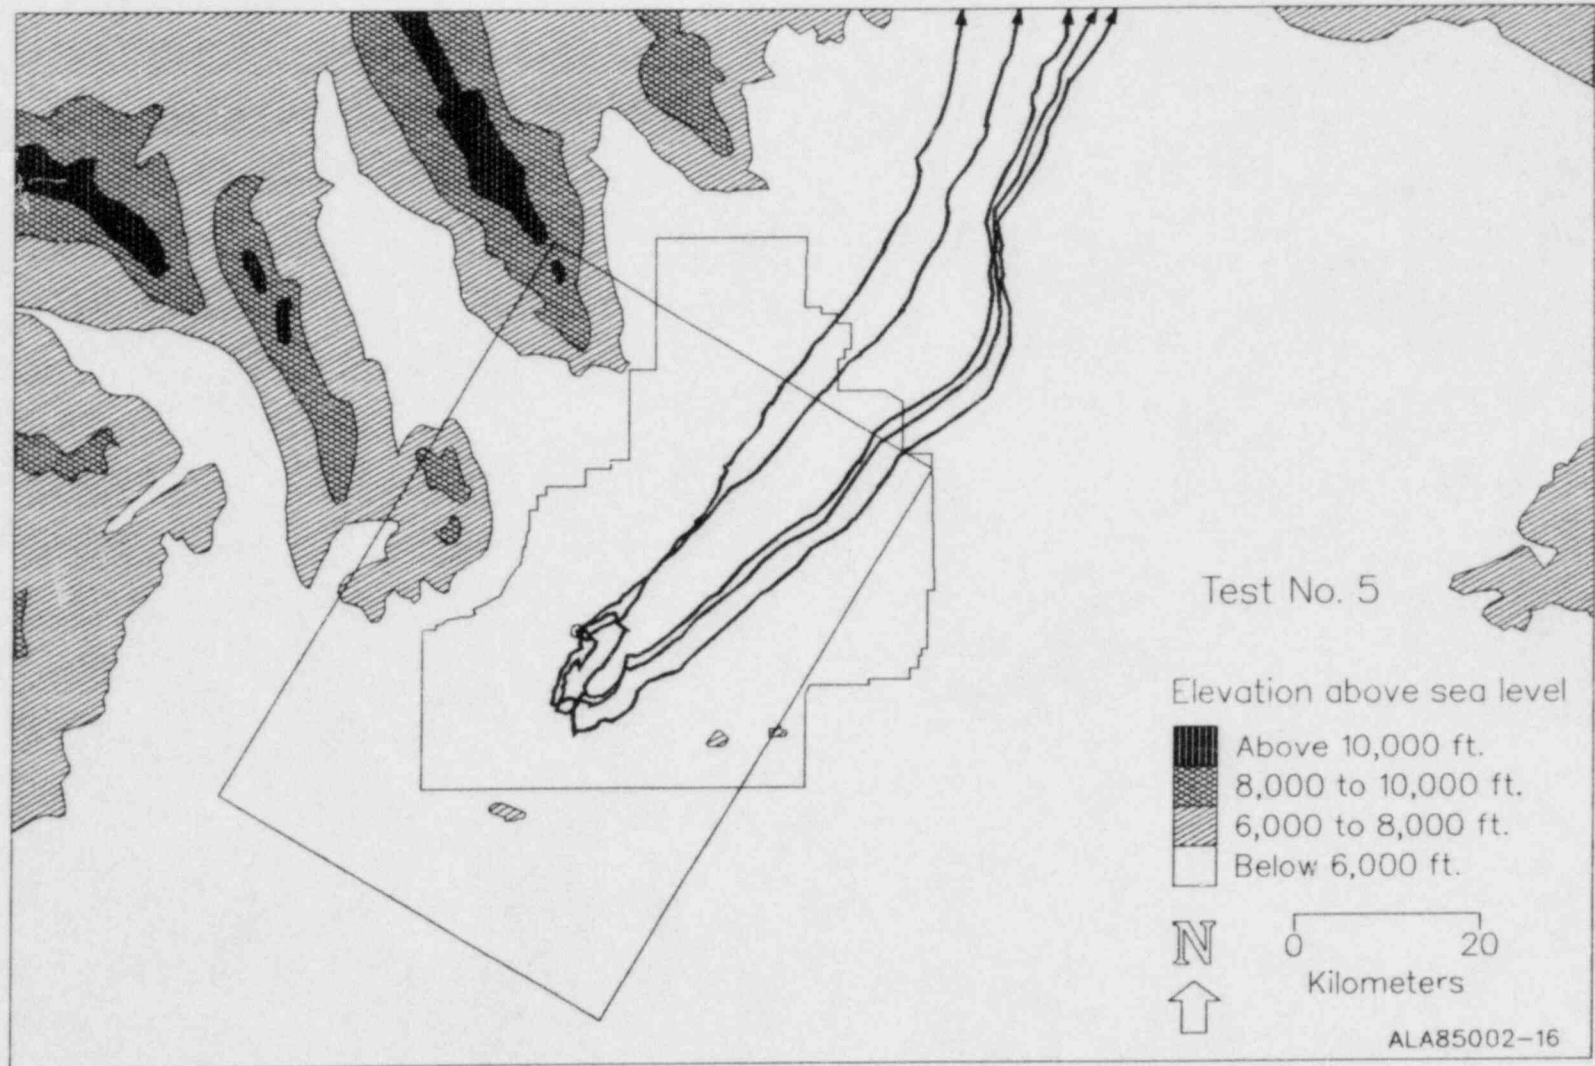 Test No. 5
Elevation above sea level
Above 10,000 ft.
8,000 to 10,000 ft.
6,000 to 8,000 ft.
Below 6,000 ft.
N
0 20
Kilometers
ALA85002-16